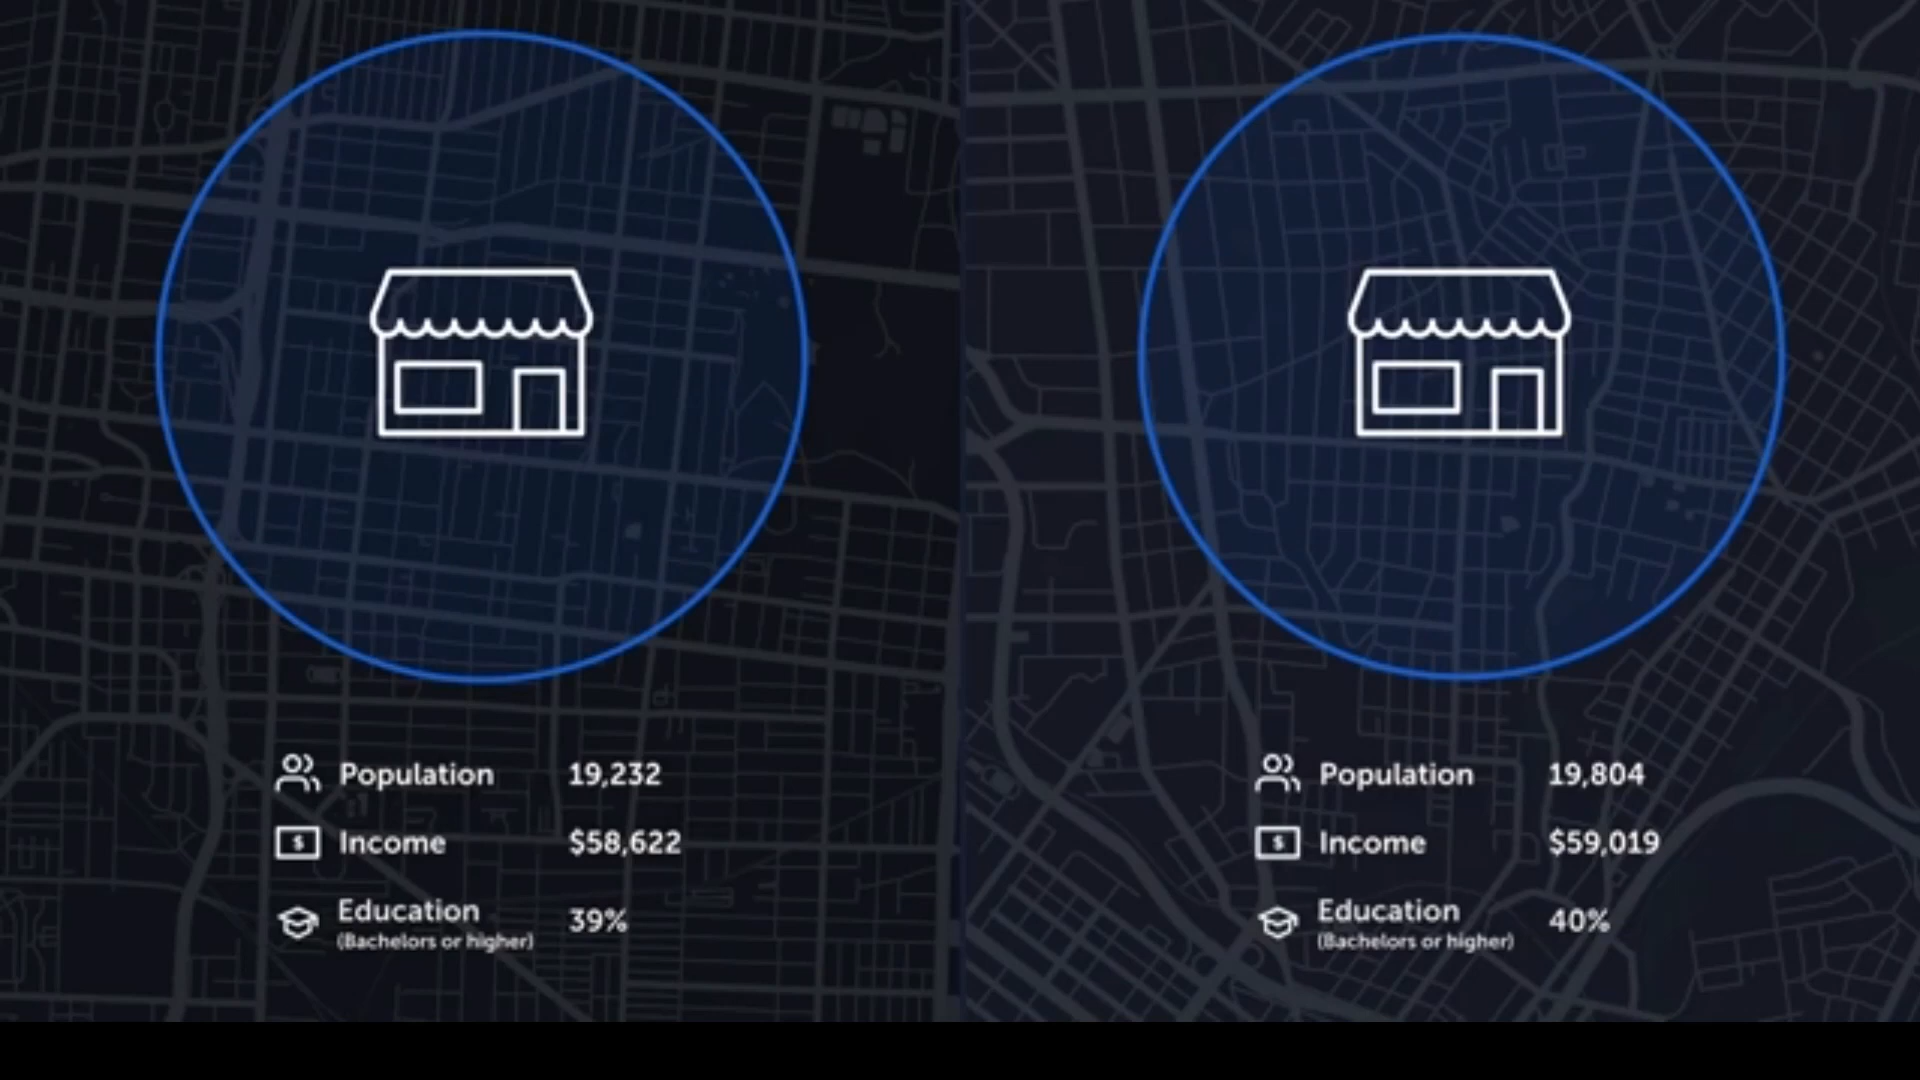 Population 19,232
Income $58,622
Education 39%
(Bachelors or higher)
Population 19,804
Income $59,019
Education 40%
(Bachelors or higher)